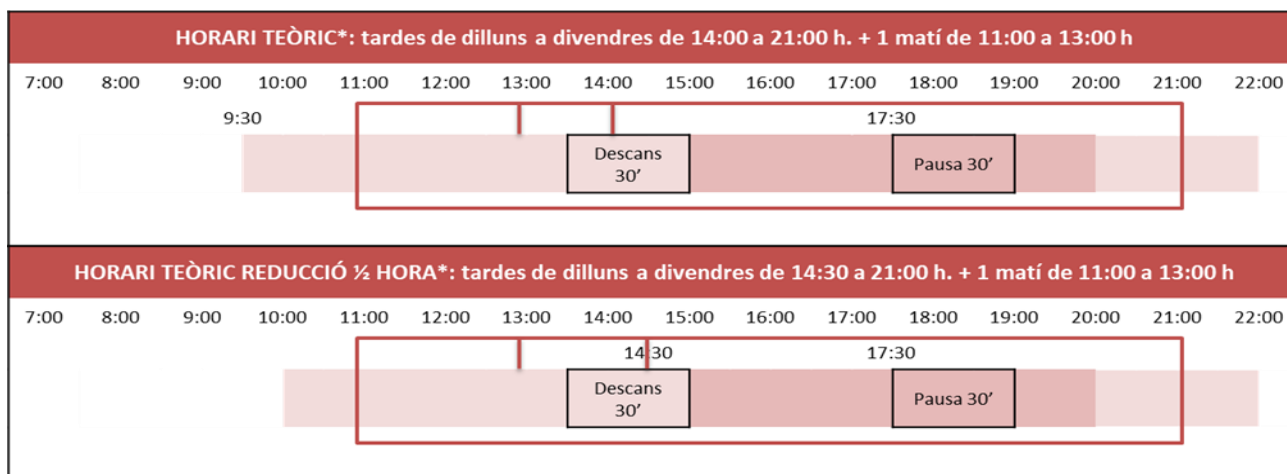 HORARI TEÒRIC*: tardes de dilluns a divendres de 14:00 a 21:00 h. + 1 matí de 11:00 a 13:00 h
7:00 8:00 9:00 10:00 11:00 12:00 13:00 14:00 15:00 16:00 17:00 18:00 19:00 20:00 21:00 22:00
9:30 17:30
Descans
30’
Pausa 30’
HORARI TEÒRIC REDUCCIÓ ½ HORA*: tardes de dilluns a divendres de 14:30 a 21:00 h. + 1 matí de 11:00 a 13:00 h
7:00 8:00 9:00 10:00 11:00 12:00 13:00 14:00 15:00 16:00 17:00 18:00 19:00 20:00 21:00 22:00
14:30 17:30
Descans
30’
Pausa 30’